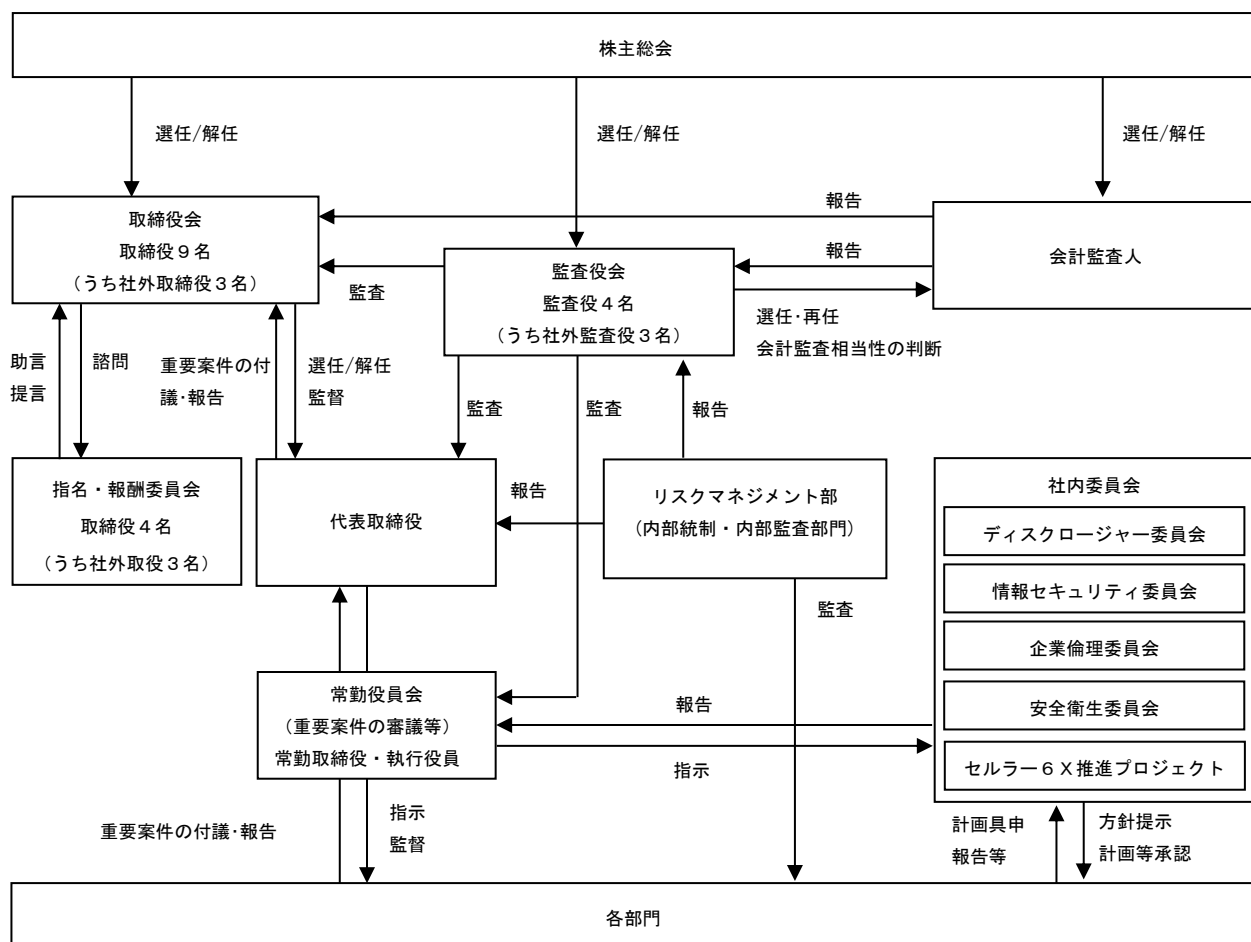 株主総会
選任/解任
選任/解任
選任/解任
取締役会
取締役９名
（うち社外取締役３名）
報告
報告
会計監査人
監査
監査役会
監査役４名
（うち社外監査役３名）
選任･再任
会計監査相当性の判断
助言
提言
諮問
重要案件の付
議･報告
選任/解任
監督
監査
監査
報告
指名・報酬委員会
取締役４名
（うち社外取役３名）
代表取締役
報告
リスクマネジメント部
（内部統制・内部監査部門）
監査
社内委員会
ディスクロージャー委員会
情報セキュリティ委員会
企業倫理委員会
安全衛生委員会
セルラー６Ｘ推進プロジェクト
常勤役員会
（重要案件の審議等）
常勤取締役・執行役員
報告
指示
重要案件の付議･報告
指示
監督
計画具申
報告等
方針提示
計画等承認
各部門